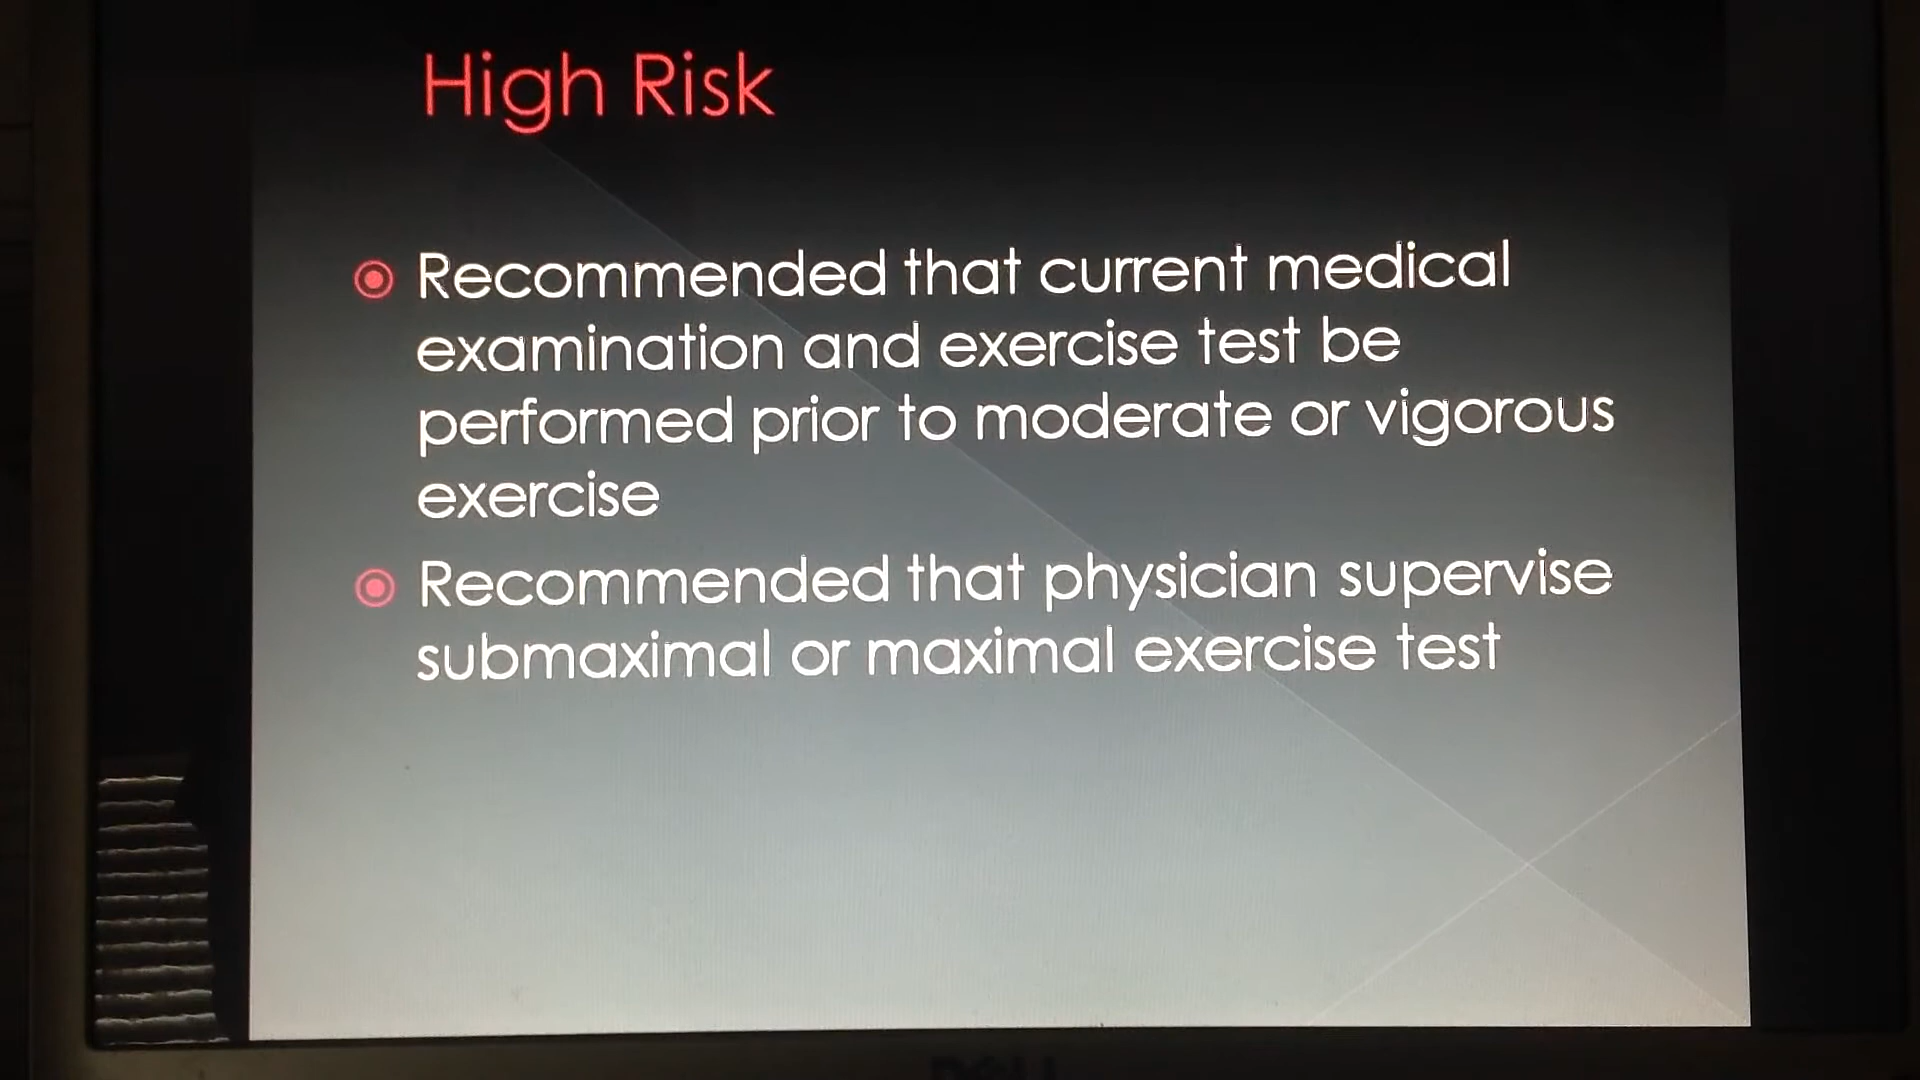 High Risk
Recommended that current medical
examination and exercise test be
performed prior to moderate or vigorous
exercise
Recommended that physician supervise
submaximal or maximal exercise test
DELL